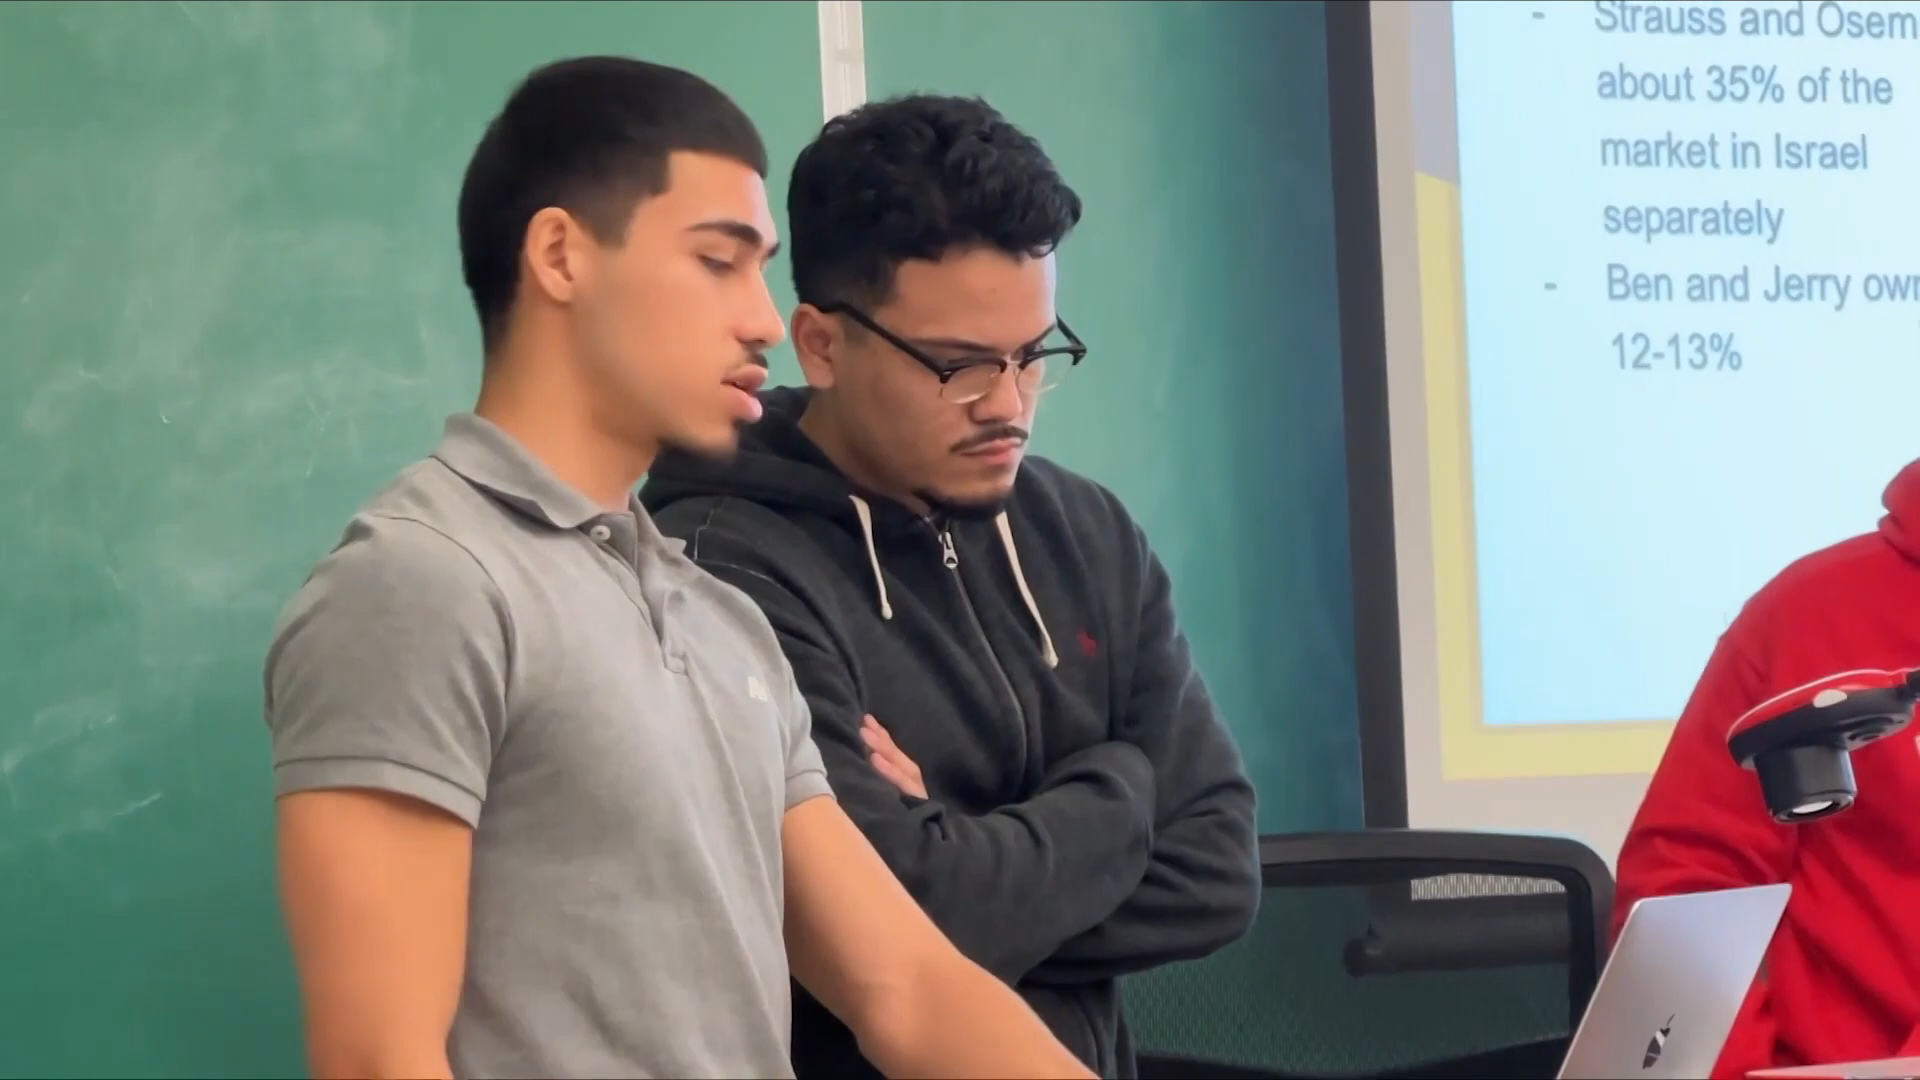 - Strauss and Osem
about 35% of the
market in Israel
separately
- Ben and Jerry own
12-13%